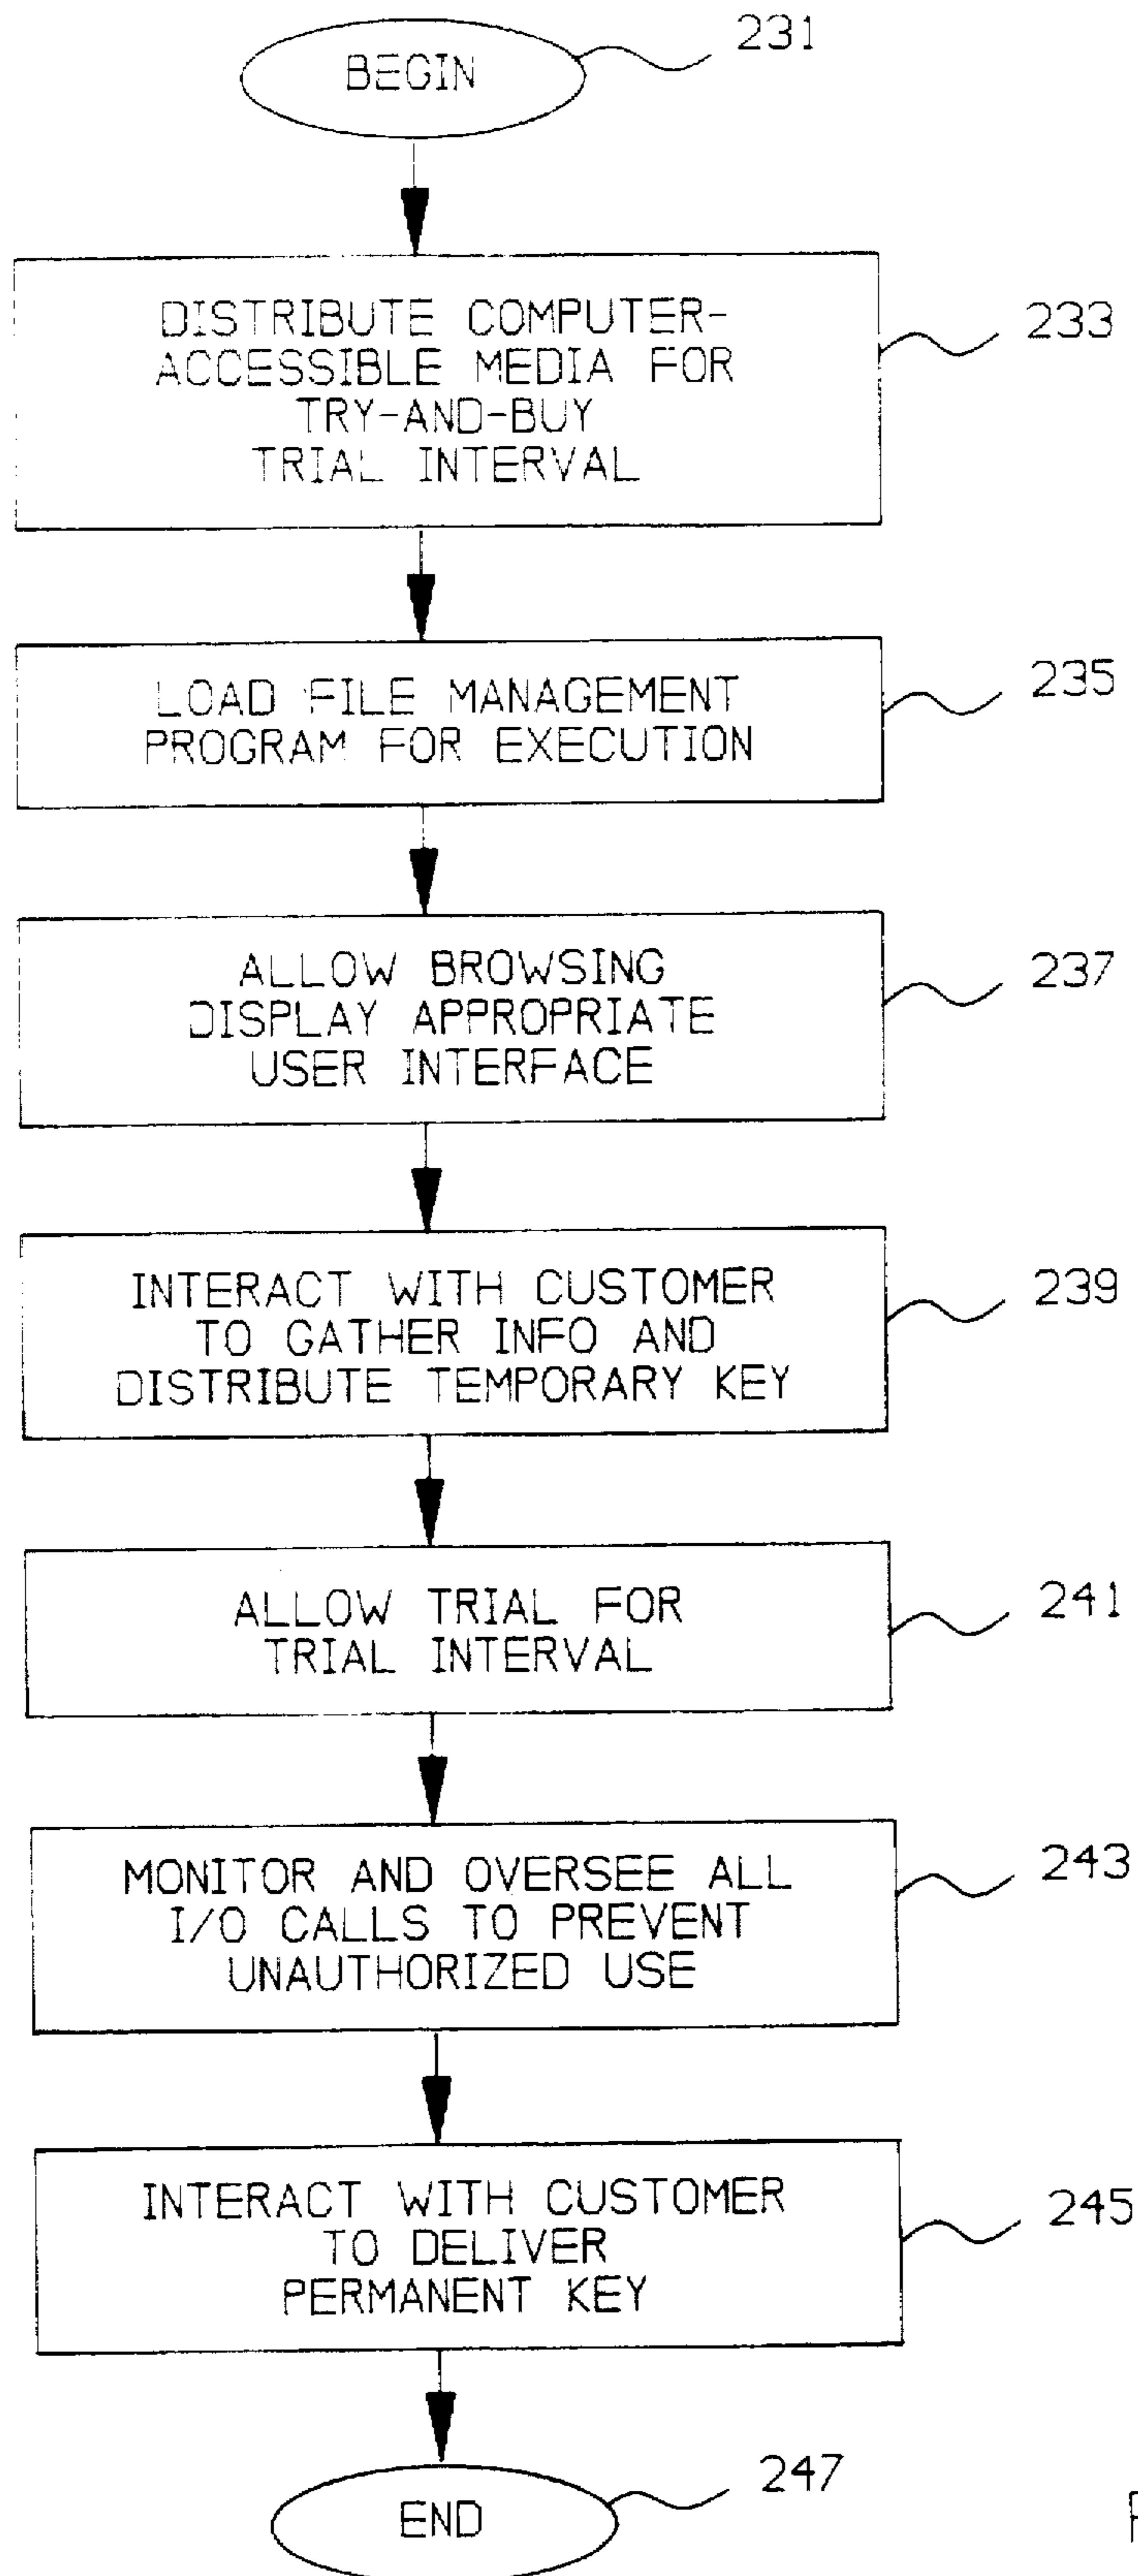 BEGIN
231
DISTRIBUTE COMPUTER-
ACCESSIBLE MEDIA FOR
TRY-AND-BUY
TRIAL INTERVAL
233
LOAD FILE MANAGEMENT
PROGRAM FOR EXECUTION
235
ALLOW BROWSING
DISPLAY APPROPRIATE
USER INTERFACE
237
INTERACT WITH CUSTOMER
TO GATHER INFO AND
DISTRIBUTE TEMPORARY KEY
239
ALLOW TRIAL FOR
TRIAL INTERVAL
241
MONITOR AND OVERSEE ALL
I/O CALLS TO PREVENT
UNAUTHORIZED USE
243
INTERACT WITH CUSTOMER
TO DELIVER
PERMANENT KEY
245
END
247